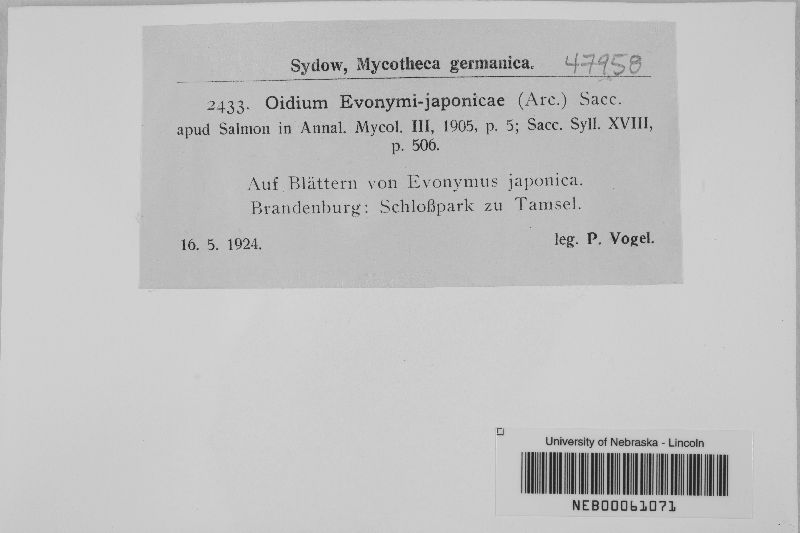 Sydow, Mycotheca germanica. 47958
2433. Oidium Evonymi-japonicae (Arc.) Sacc.
apud Salmon in Annal. Mycol. III, 1905, p. 5; Sacc. Syll. XVIII,
p. 506.
Auf Blättern von Evonymus japonica.
Brandenburg: Schloßpark zu Tamsel.
16. 5. 1924. leg. P. Vogel.
University of Nebraska - Lincoln
NEB00061071